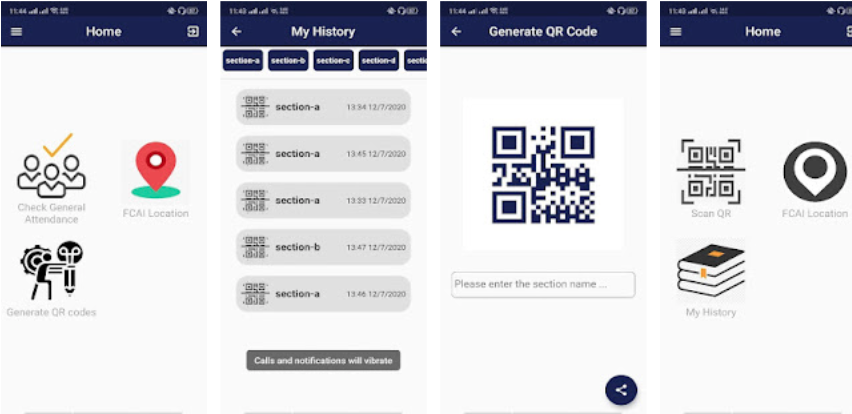 11:44
Home
Check General
Attendance
FCAI Location
Generate QR codes
11:43
My History
section-a section-b section-c section-d
section-a 13:34 12/7/2020
section-a 13:45 12/7/2020
section-a 13:33 12/7/2020
section-b 13:47 12/7/2020
section-a 13:46 12/7/2020
Calls and notifications will vibrate
11:44
Generate QR Code
Please enter the section name ...
11:43
Home
Scan QR
FCAI Location
My History